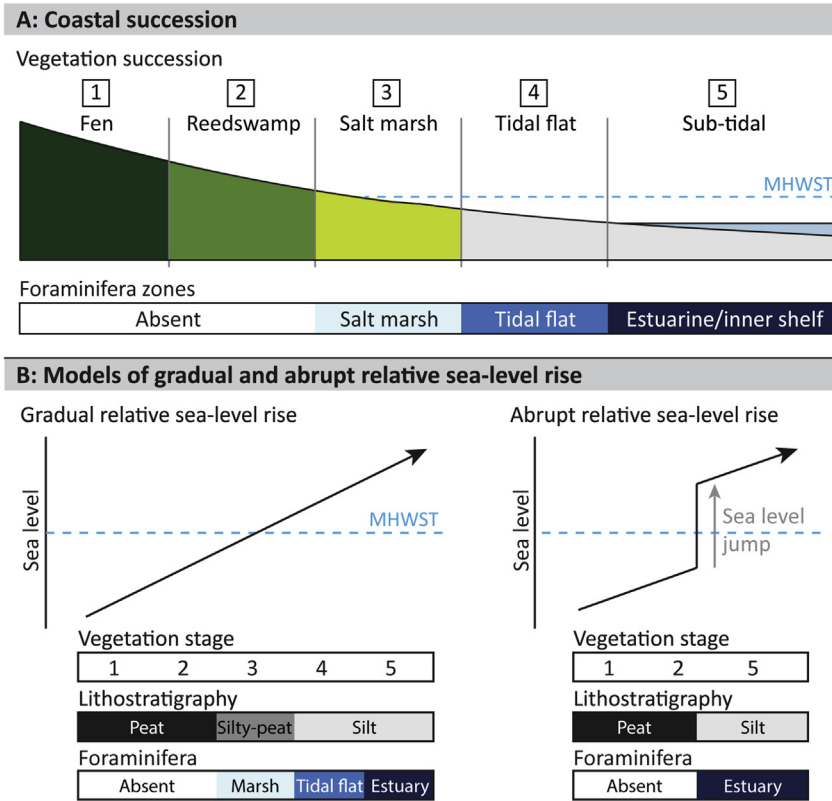 A: Coastal succession
Vegetation succession
1 2 3 4 5
Fen Reedswamp Salt marsh Tidal flat Sub-tidal
MHWST
Foraminifera zones
Absent Salt marsh Tidal flat Estuarine/inner shelf
B: Models of gradual and abrupt relative sea-level rise
Gradual relative sea-level rise
Sea level
MHWST
Vegetation stage
1 2 3 4 5
Lithostratigraphy
Peat Silty-peat Silt
Foraminifera
Absent Marsh Tidal flat Estuary
Abrupt relative sea-level rise
Sea level
Sea level
jump
Vegetation stage
1 2 5
Lithostratigraphy
Peat Silt
Foraminifera
Absent Estuary